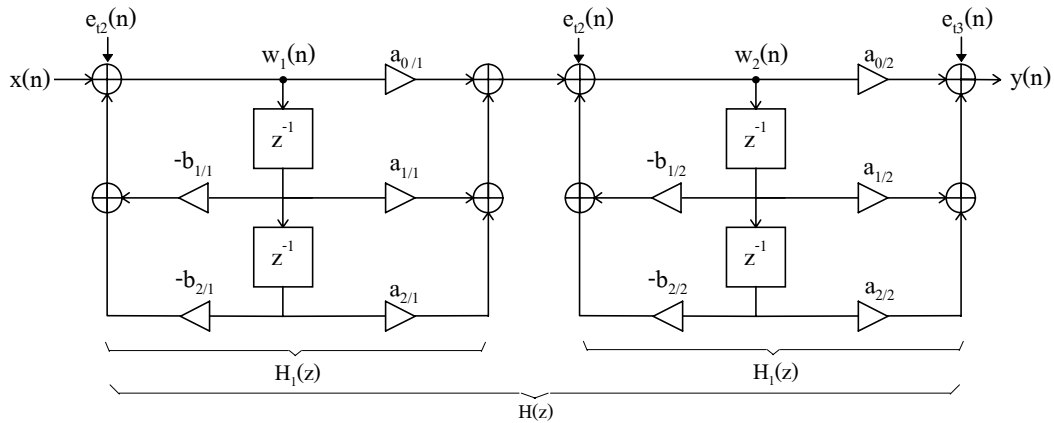 e_t2(n) e_t2(n) e_t3(n)
w_1(n) a_0/1 w_2(n) a_0/2
x(n) y(n)
z^-1 z^-1
-b_1/1 a_1/1 -b_1/2 a_1/2
z^-1 z^-1
-b_2/1 a_2/1 -b_2/2 a_2/2
H_1(z) H_1(z)
H(z)